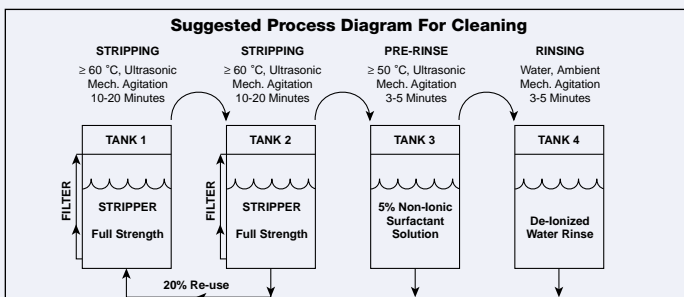 Suggested Process Diagram For Cleaning
STRIPPING
≥ 60 °C, Ultrasonic
Mech. Agitation
10-20 Minutes
STRIPPING
≥ 60 °C, Ultrasonic
Mech. Agitation
10-20 Minutes
PRE-RINSE
≥ 50 °C, Ultrasonic
Mech. Agitation
3-5 Minutes
RINSING
Water, Ambient
Mech. Agitation
3-5 Minutes
TANK 1
FILTER
STRIPPER
Full Strength
TANK 2
FILTER
STRIPPER
Full Strength
TANK 3
5% Non-Ionic
Surfactant
Solution
TANK 4
De-Ionized
Water Rinse
20% Re-use